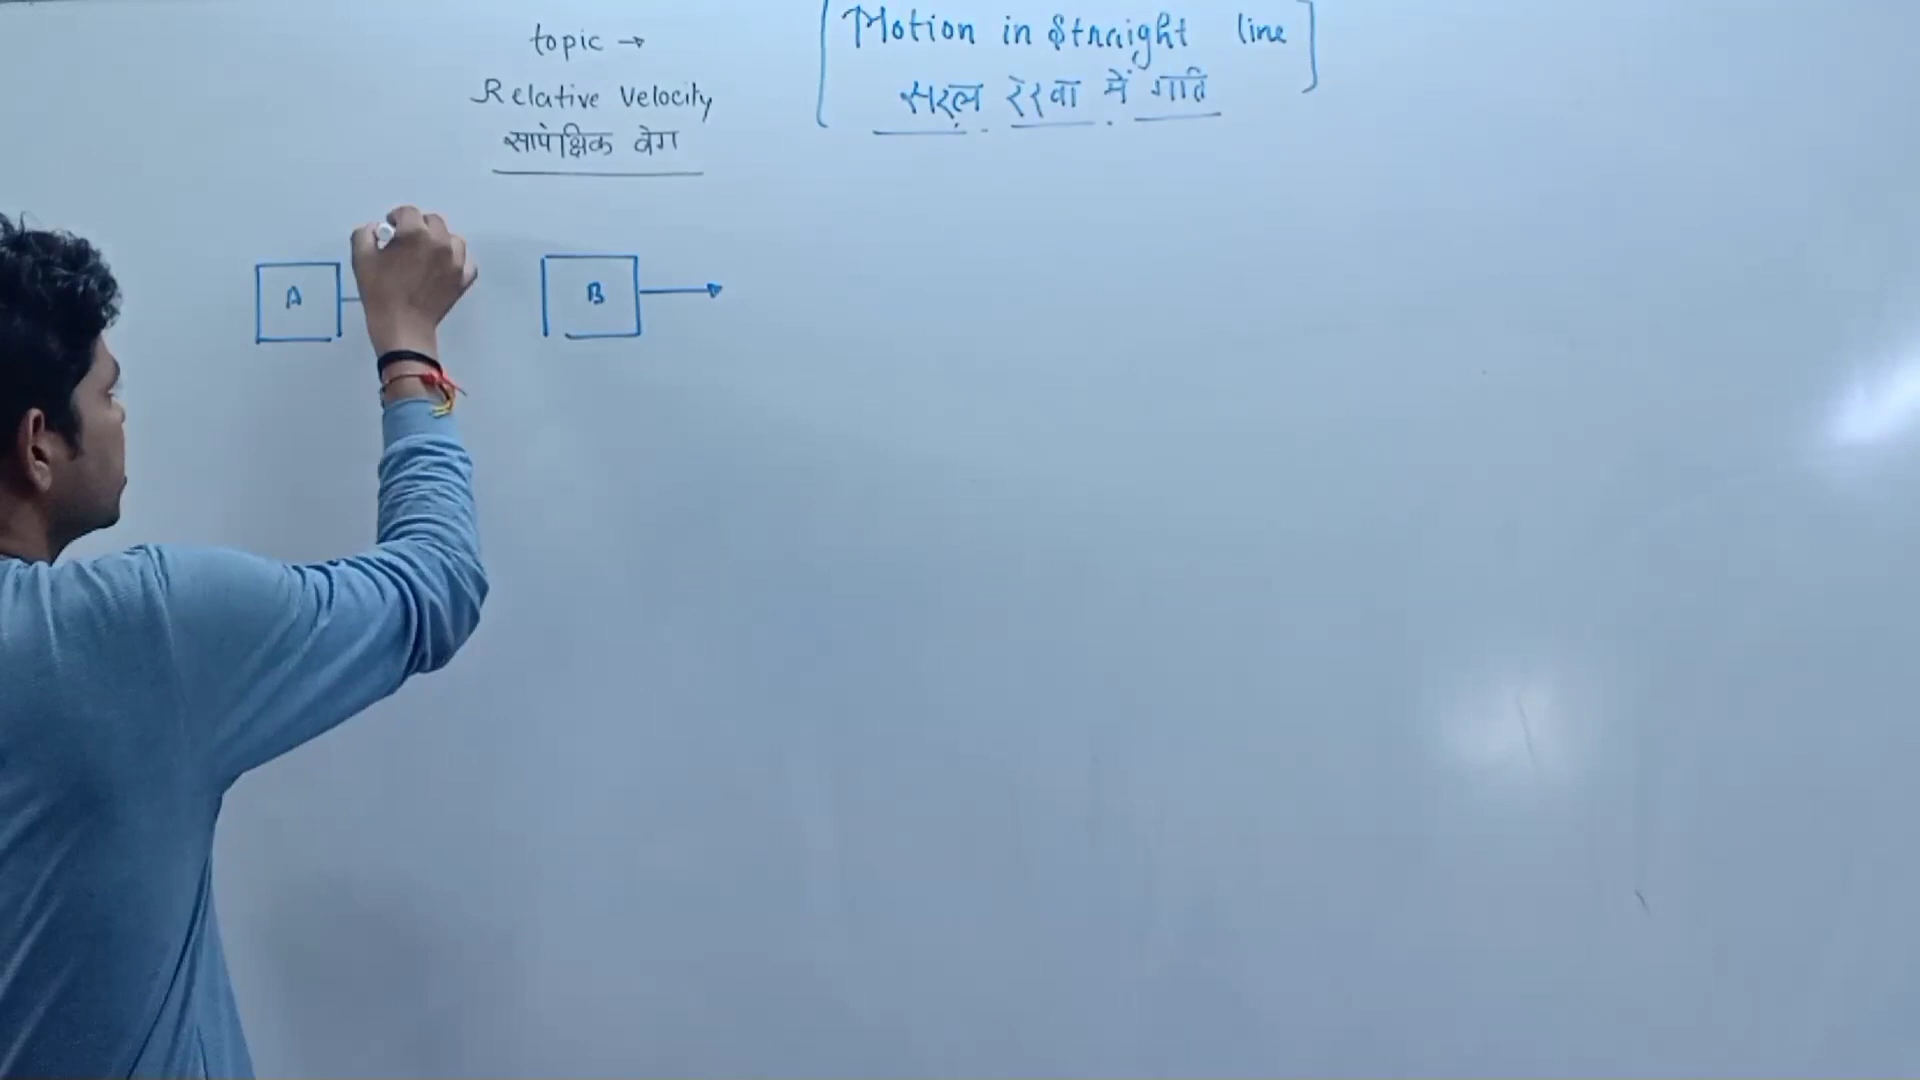 topic →
Relative Velocity
सापेक्षिक वेग
[Motion in Straight line]
सरल रेखा में गति
A
B